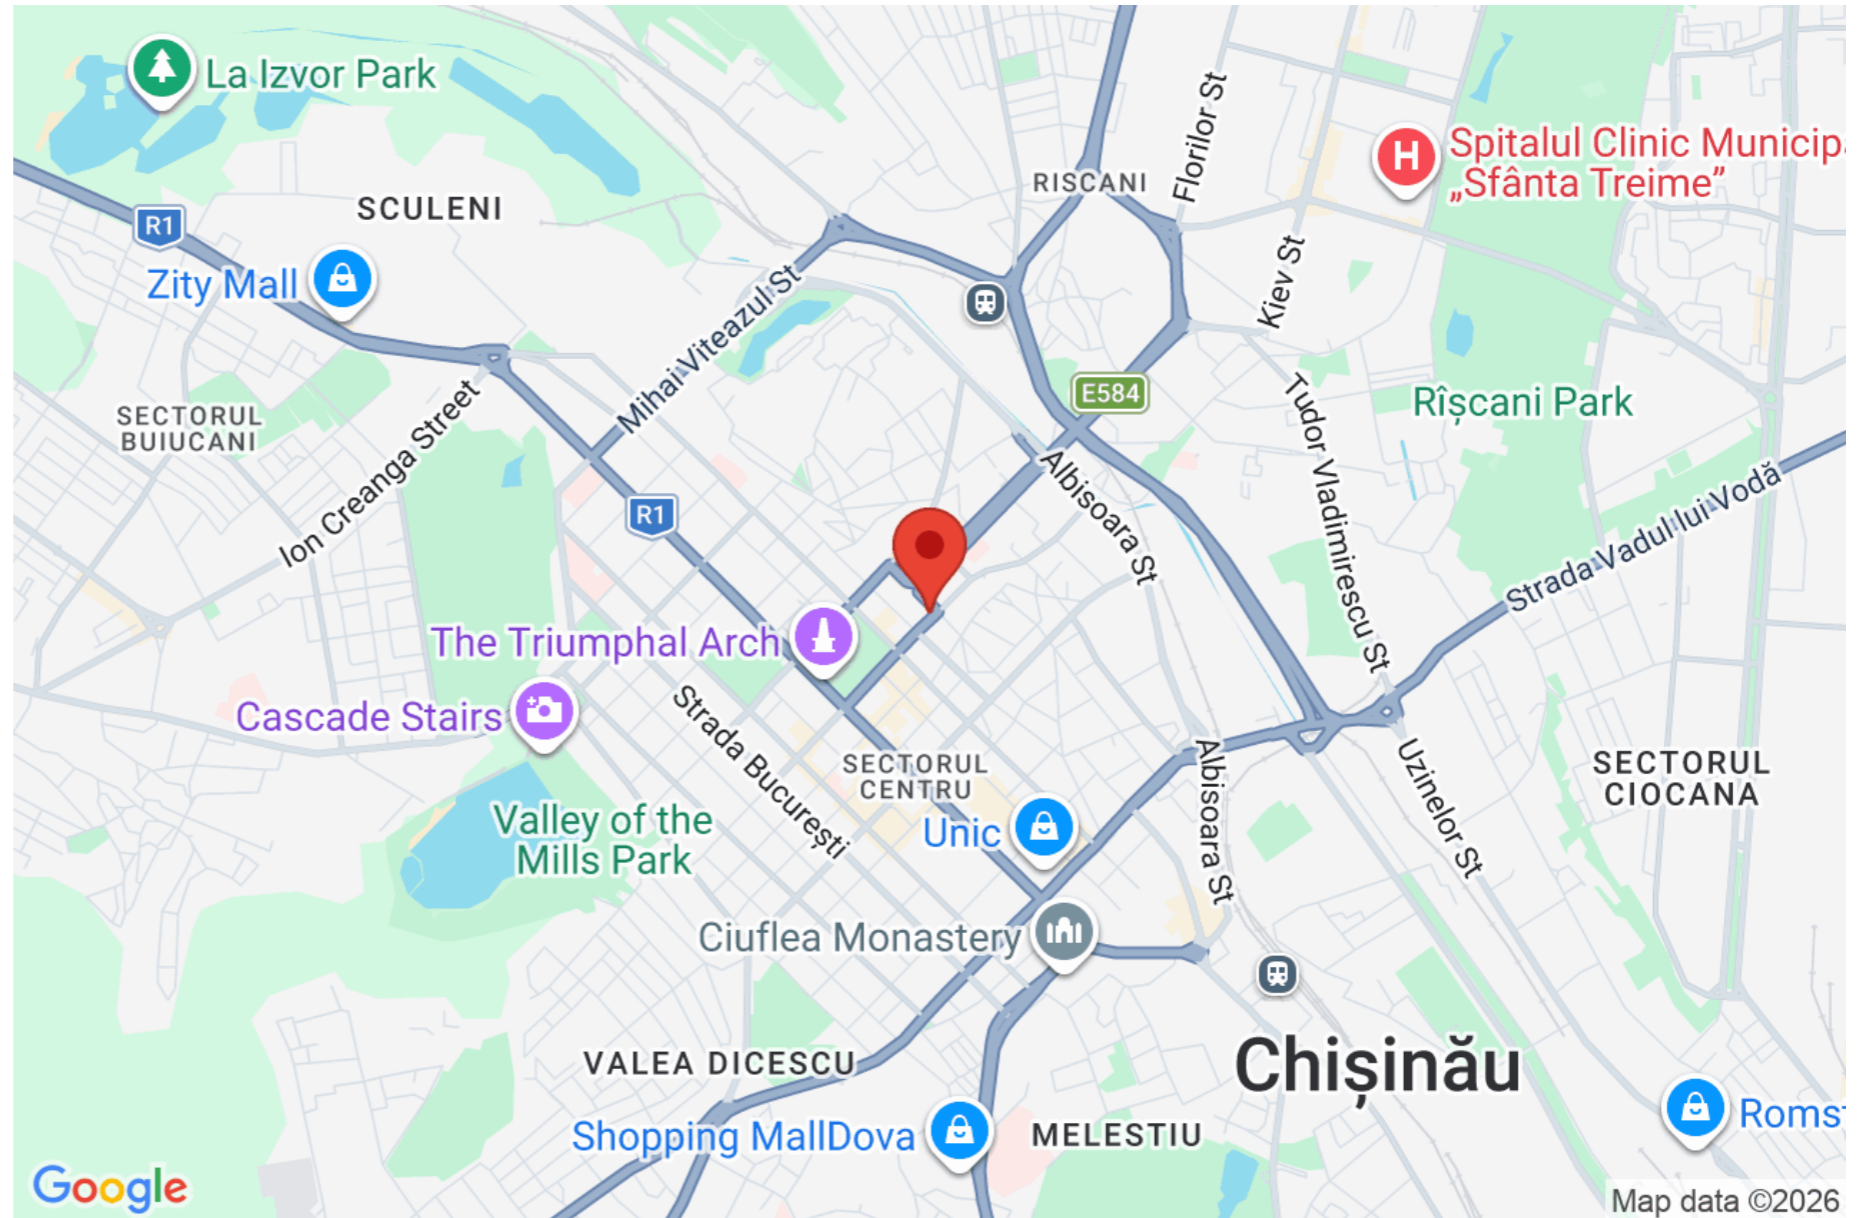 La Izvor Park
Spitalul Clinic Municip
„Sfânta Treime”
RISCANI
Florilor St
SCULENI
R1
Zity Mall
Kiev St
Mihai Viteazul St
E584
Rîșcani Park
SECTORUL
BUIUCANI
Ion Creanga Street
Tudor Vladimirescu St
Albisoara St
Strada Vadul lui Vodă
R1
The Triumphal Arch
Cascade Stairs
Strada București
SECTORUL
CENTRU
Albisoara St
Uzinelor St
SECTORUL
CIOCANA
Valley of the
Mills Park
Unic
Ciuflea Monastery
VALEA DICESCU
Chișinău
Shopping MallDova
MELESTIU
Roms
Google
Map data ©2026